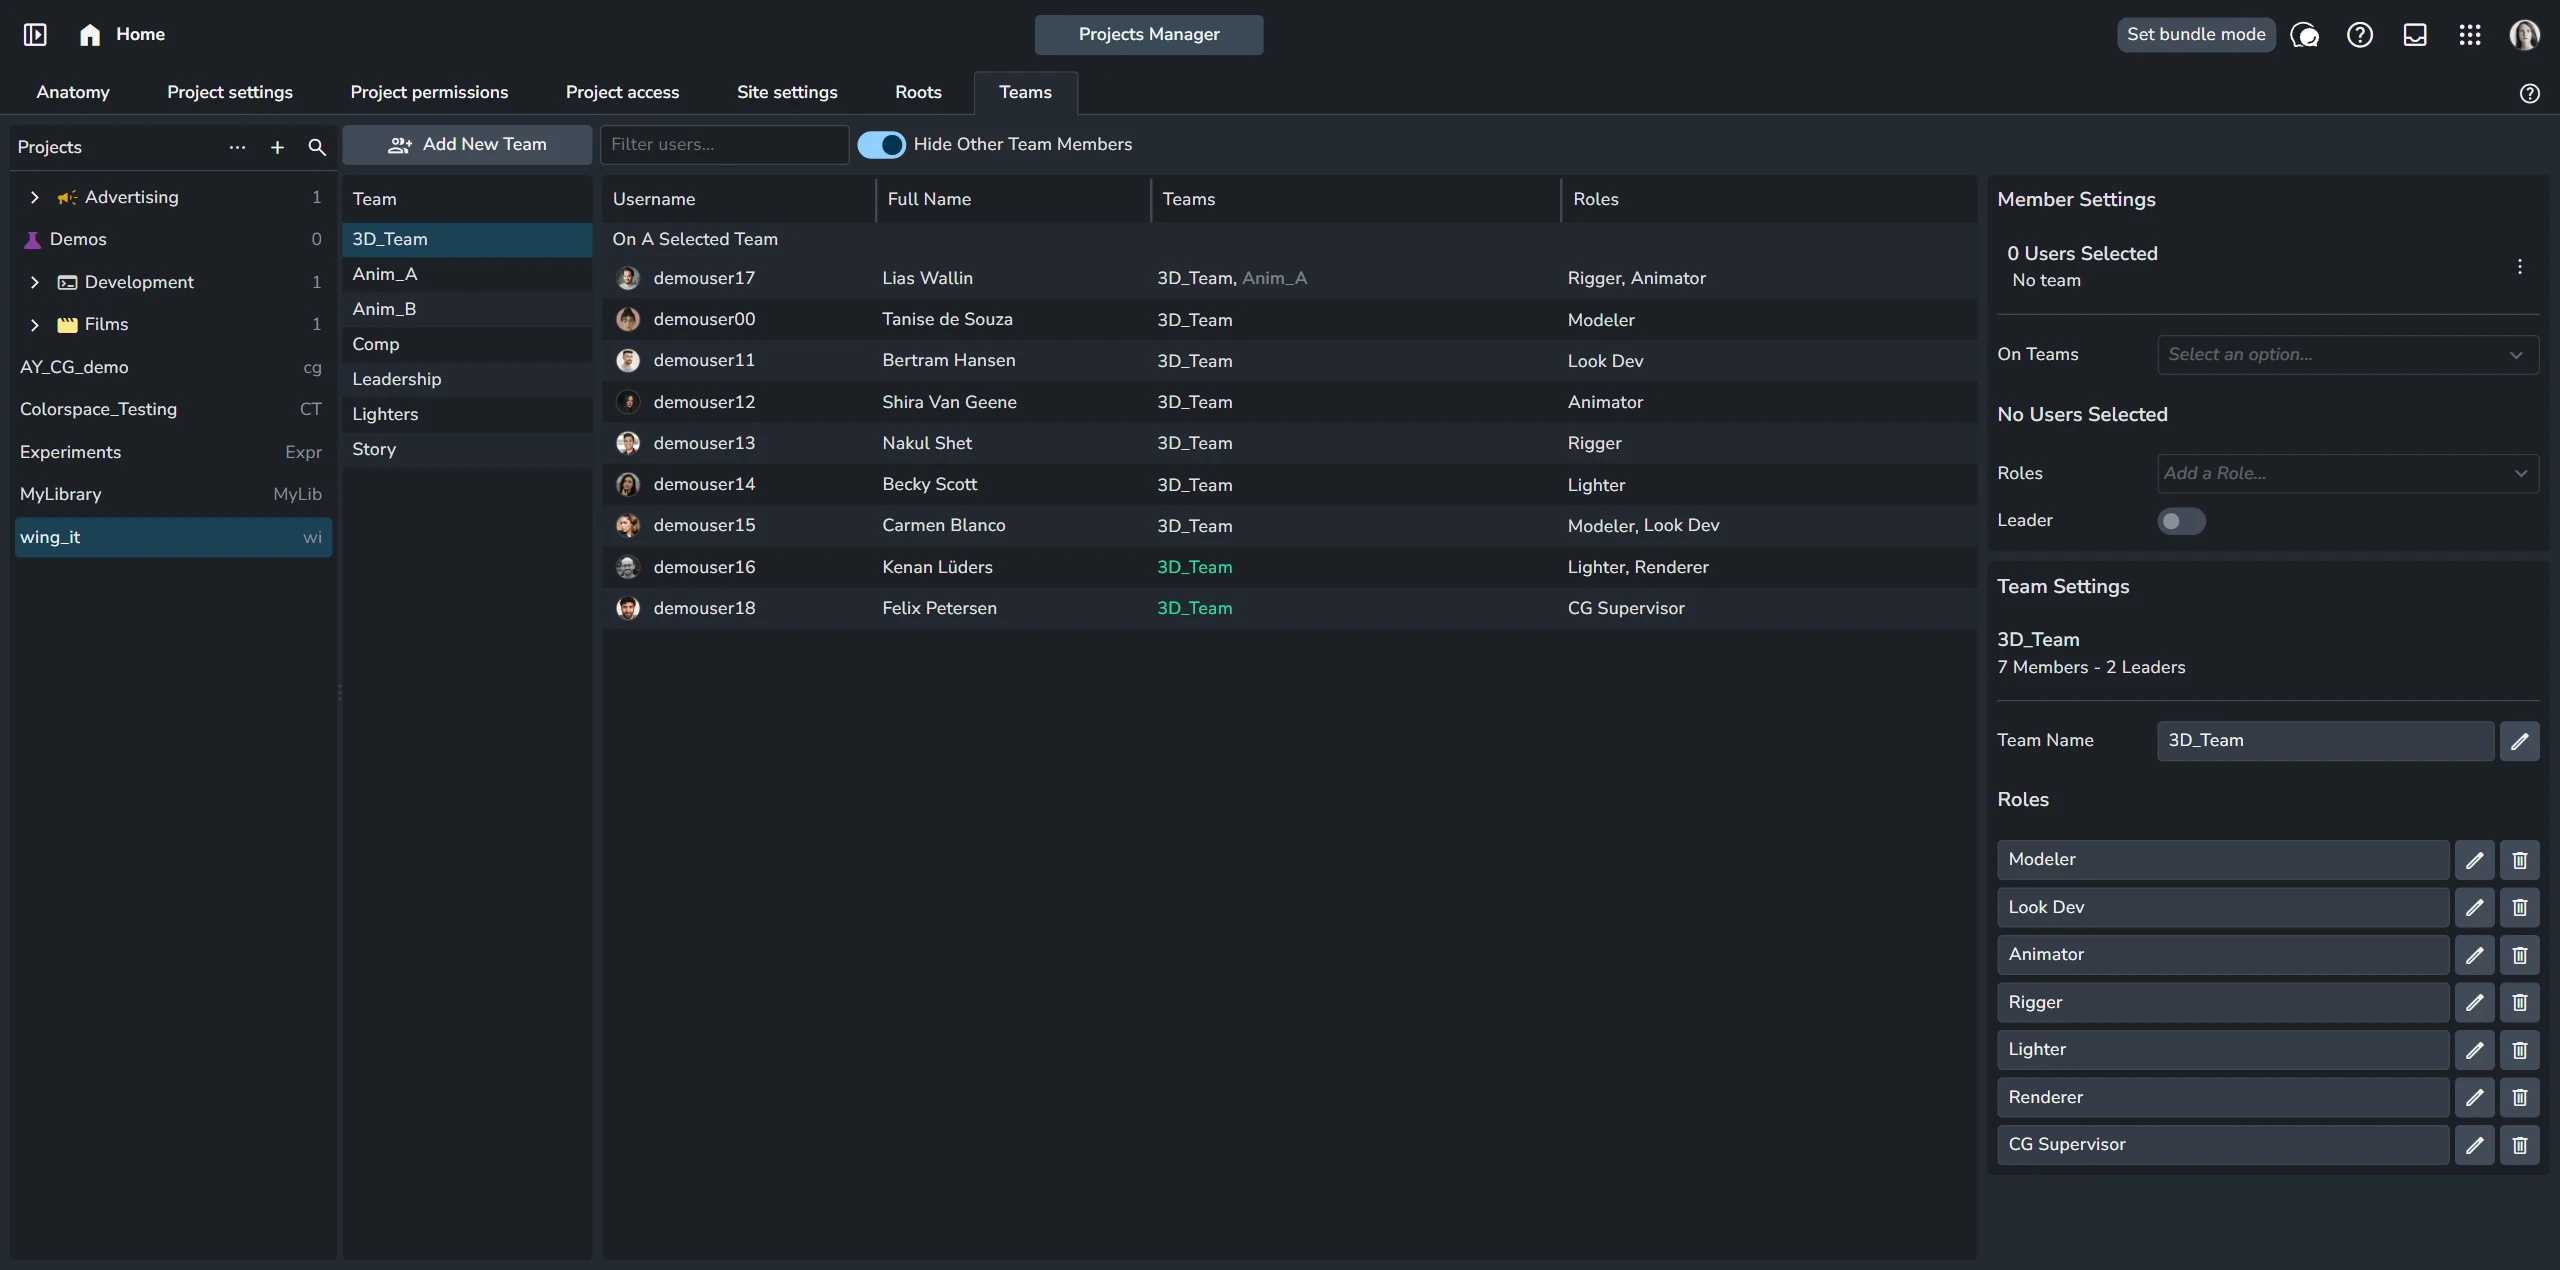 Home
Projects Manager
Set bundle mode
Anatomy Project settings Project permissions Project access Site settings Roots Teams
Projects
Advertising 1
Demos 0
Development 1
Films 1
AY_CG_demo cg
Colorspace_Testing CT
Experiments Expr
MyLibrary MyLib
wing_it wi
Add New Team
Filter users...
Hide Other Team Members
Team
3D_Team
Anim_A
Anim_B
Comp
Leadership
Lighters
Story
Username Full Name Teams Roles
On A Selected Team
demouser17 Lias Wallin 3D_Team, Anim_A Rigger, Animator
demouser00 Tanise de Souza 3D_Team Modeler
demouser11 Bertram Hansen 3D_Team Look Dev
demouser12 Shira Van Geene 3D_Team Animator
demouser13 Nakul Shet 3D_Team Rigger
demouser14 Becky Scott 3D_Team Lighter
demouser15 Carmen Blanco 3D_Team Modeler, Look Dev
demouser16 Kenan Lüders 3D_Team Lighter, Renderer
demouser18 Felix Petersen 3D_Team CG Supervisor
Member Settings
0 Users Selected
No team
On Teams Select an option...
No Users Selected
Roles Add a Role...
Leader
Team Settings
3D_Team
7 Members - 2 Leaders
Team Name 3D_Team
Roles
Modeler
Look Dev
Animator
Rigger
Lighter
Renderer
CG Supervisor